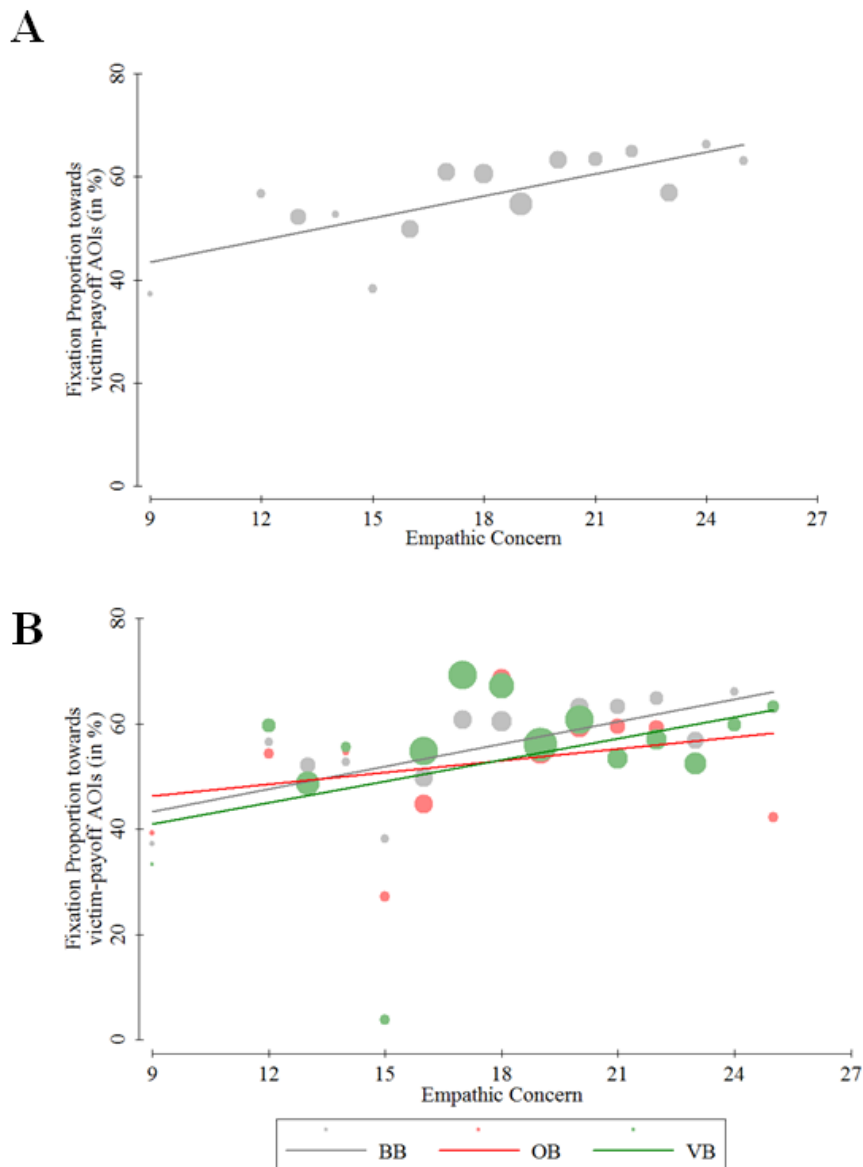 A
Fixation Proportion towards
victim-payoff AOIs (in %)
80
60
40
20
0
9 12 15 18 21 24 27
Empathic Concern
B
Fixation Proportion towards
victim-payoff AOIs (in %)
80
60
40
20
0
9 12 15 18 21 24 27
Empathic Concern
BB OB VB